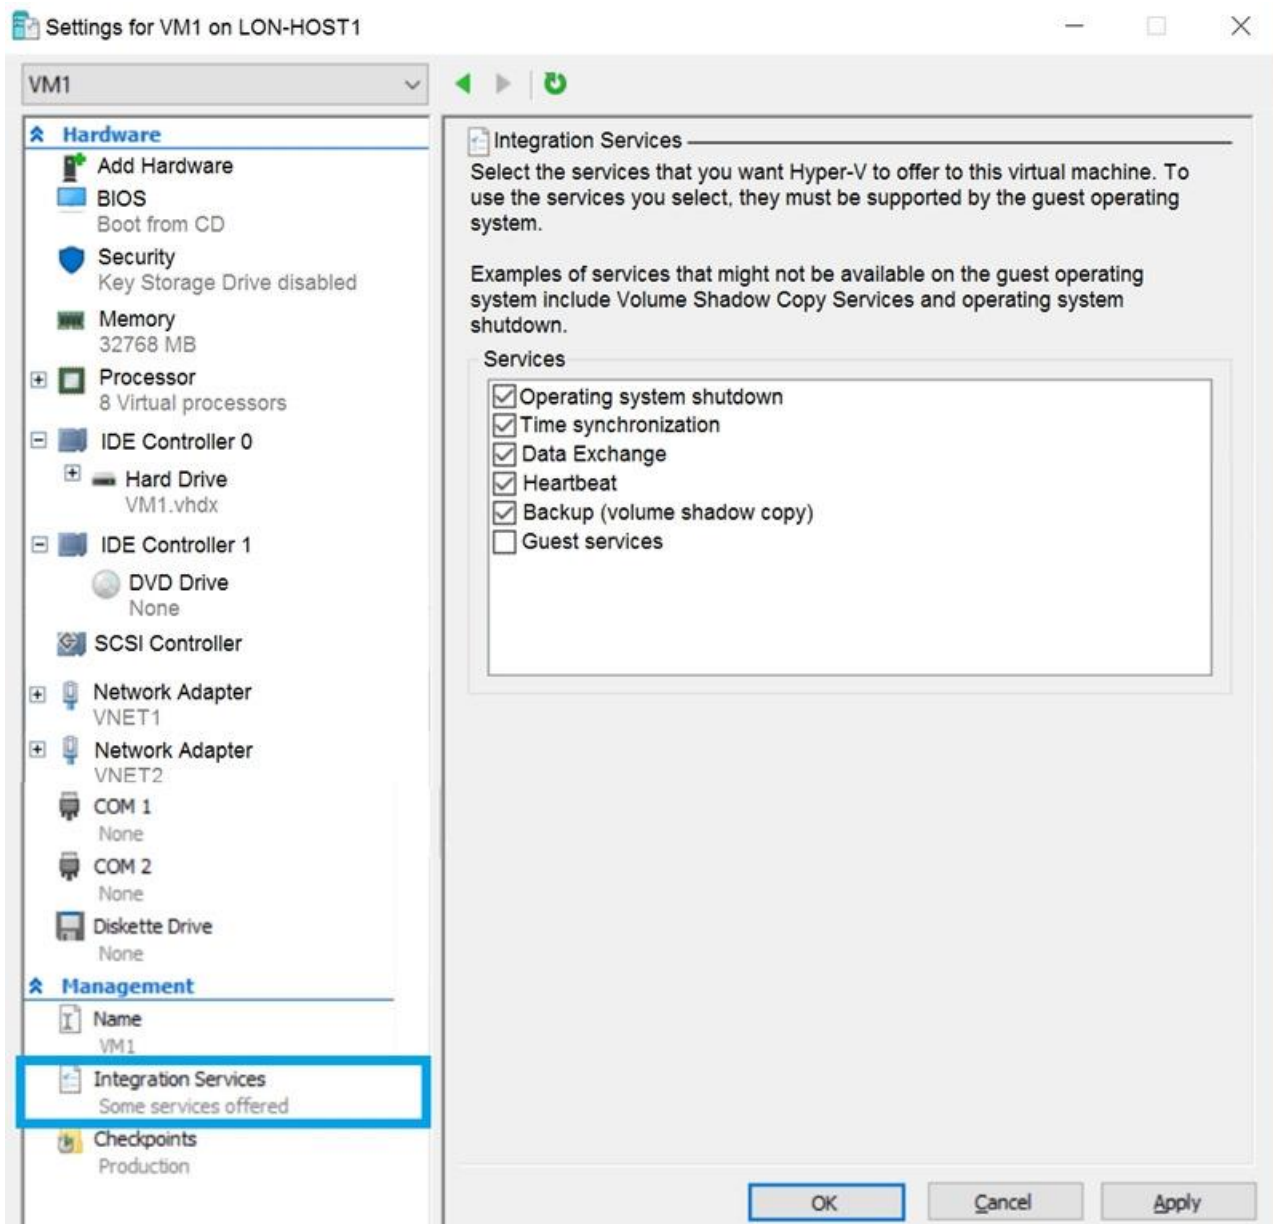 Settings for VM1 on LON-HOST1
VM1
Hardware
Add Hardware
BIOS
Boot from CD
Security
Key Storage Drive disabled
Memory
32768 MB
Processor
8 Virtual processors
IDE Controller 0
Hard Drive
VM1.vhdx
IDE Controller 1
DVD Drive
None
SCSI Controller
Network Adapter
VNET1
Network Adapter
VNET2
COM 1
None
COM 2
None
Diskette Drive
None
Management
Name
VM1
Integration Services
Some services offered
Checkpoints
Production
Integration Services
Select the services that you want Hyper-V to offer to this virtual machine. To
use the services you select, they must be supported by the guest operating
system.
Examples of services that might not be available on the guest operating
system include Volume Shadow Copy Services and operating system
shutdown.
Services
Operating system shutdown
Time synchronization
Data Exchange
Heartbeat
Backup (volume shadow copy)
Guest services
OK
Cancel
Apply